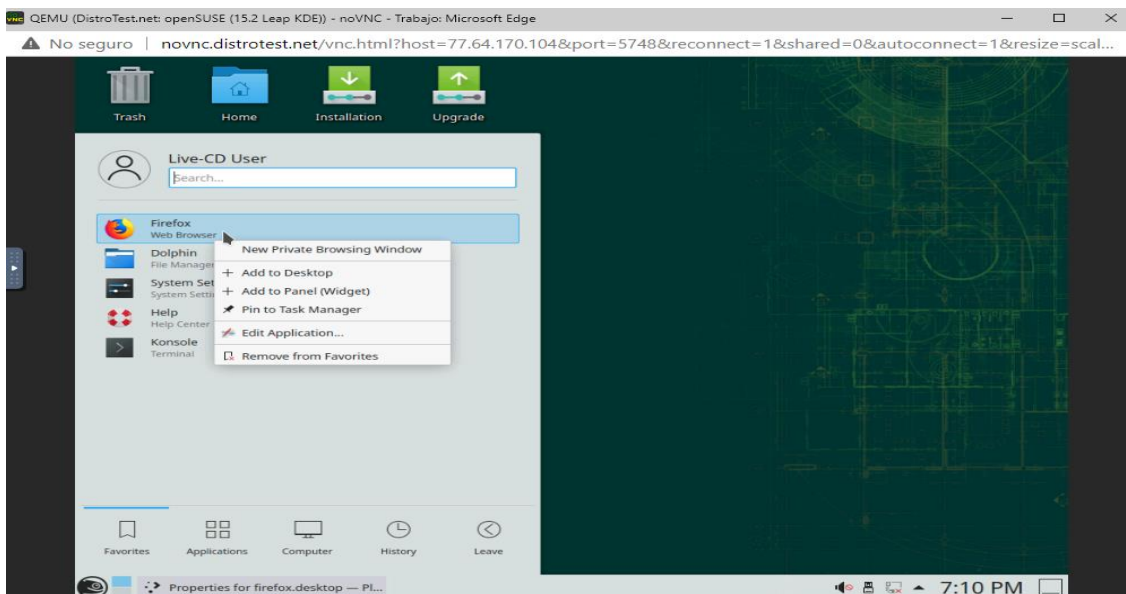 QEMU (DistroTest.net: openSUSE (15.2 Leap KDE)) - noVNC - Trabajo: Microsoft Edge
No seguro | novnc.distrotest.net/vnc.html?host=77.64.170.104&port=5748&reconnect=1&shared=0&autoconnect=1&resize=scal...
Trash Home Installation Upgrade
Live-CD User
Search...
Firefox
Web Browser
New Private Browsing Window
Dolphin
File Manager
Add to Desktop
System Set
System Setti
Add to Panel (Widget)
Help
Help Center
Pin to Task Manager
Edit Application...
Konsole
Terminal
Remove from Favorites
Favorites Applications Computer History Leave
Properties for firefox.desktop — Pl...
7:10 PM